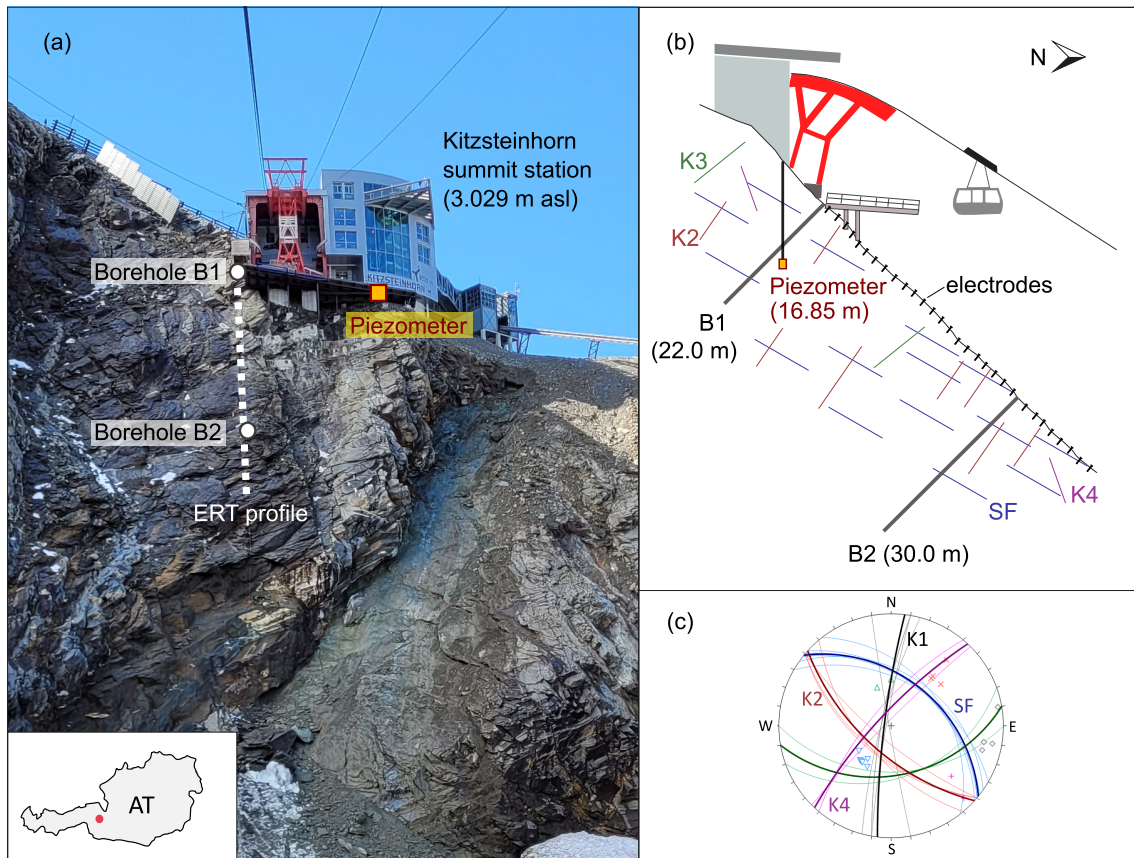 (a)
Kitzsteinhorn
summit station
(3.029 m asl)
Borehole B1
KITZSTEINHORN
Piezometer
Borehole B2
ERT profile
AT
(b)
N
K3
K2
electrodes
Piezometer
(16.85 m)
B1
(22.0 m)
K4
SF
B2 (30.0 m)
(c)
N
K1
K2
SF
W
E
K4
S